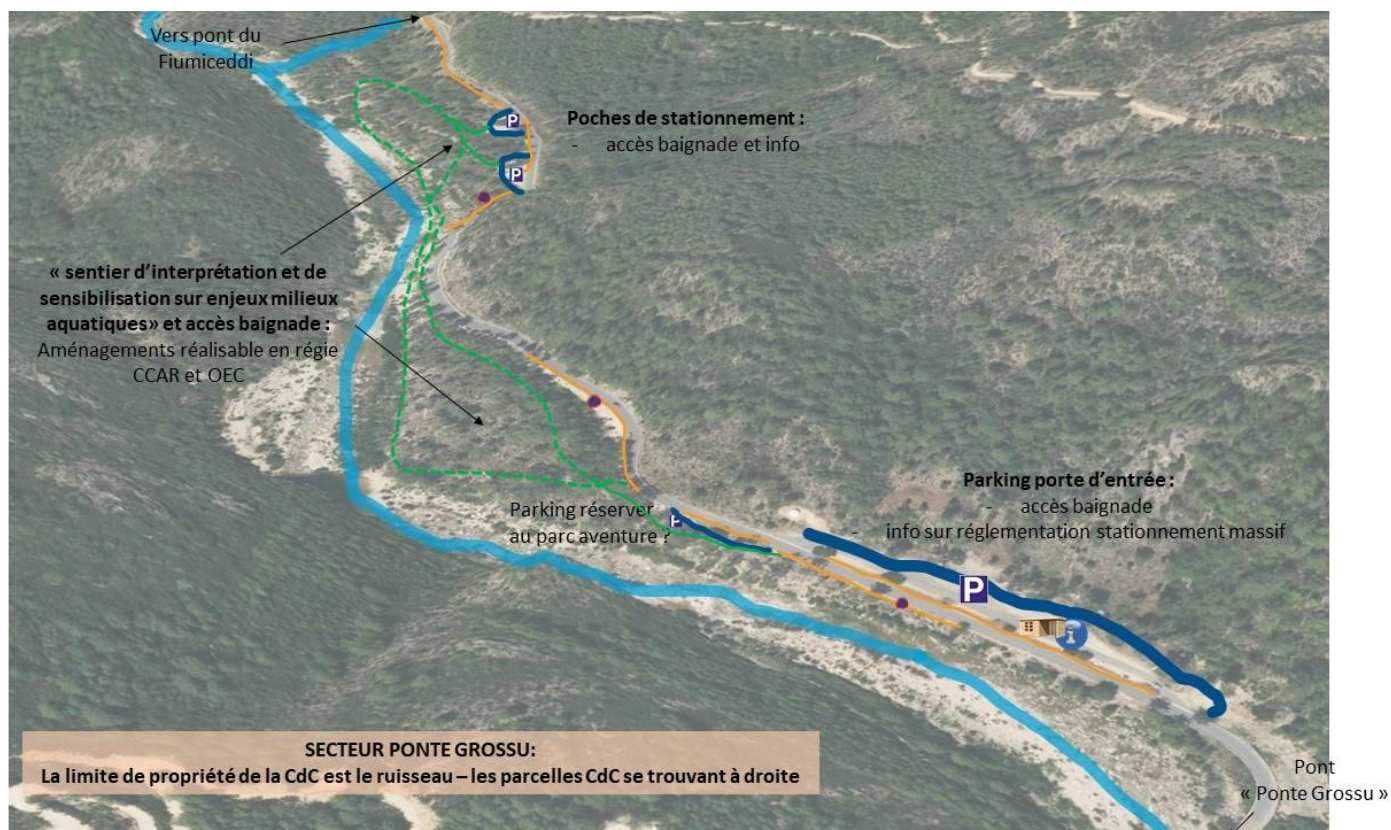 Vers pont du
Fiumiceddi
Poches de stationnement :
- accès baignade et info
« sentier d'interprétation et de
sensibilisation sur enjeux milieux
aquatiques» et accès baignade :
Aménagements réalisable en régie
CCAR et OEC
P
P
Parking réserver
au parc aventure ?
P
Parking porte d'entrée :
- accès baignade
- info sur réglementation stationnement massif
P
i
SECTEUR PONTE GROSSU:
La limite de propriété de la CdC est le ruisseau – les parcelles CdC se trouvant à droite
Pont
« Ponte Grossu »